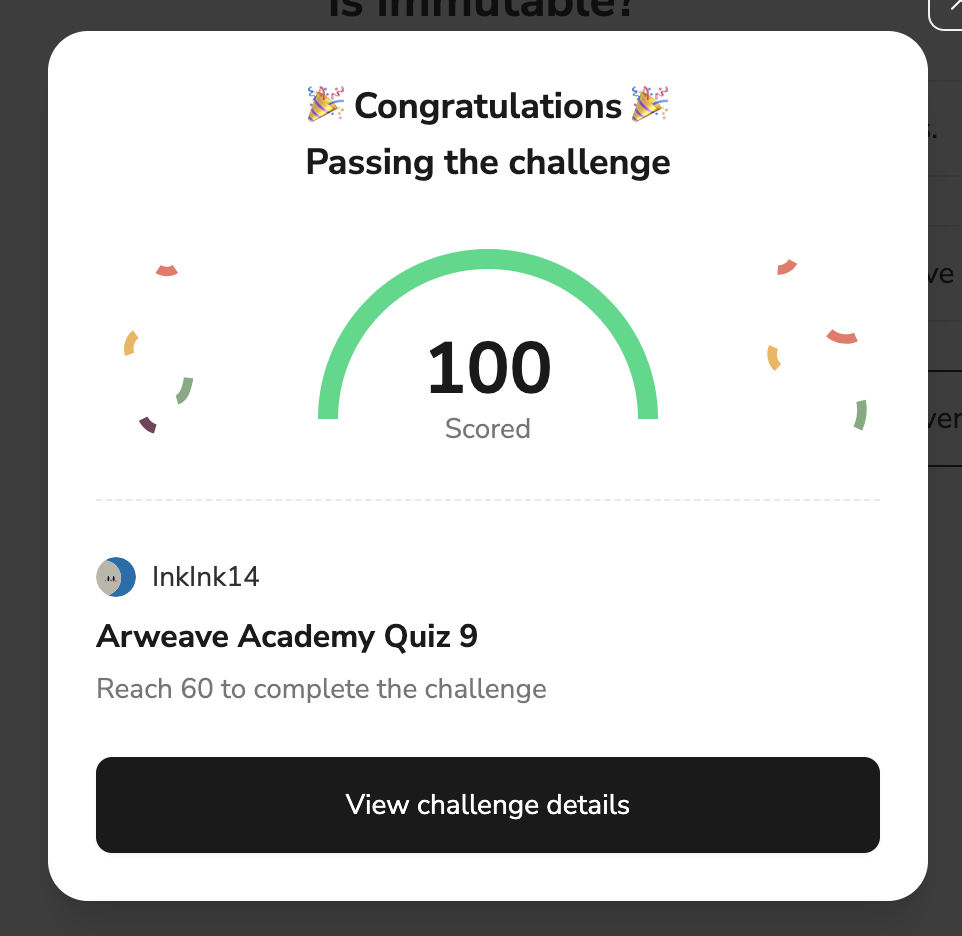 is immutable?
🎉 Congratulations 🎉
Passing the challenge
100
Scored
InkInk14
Arweave Academy Quiz 9
Reach 60 to complete the challenge
View challenge details